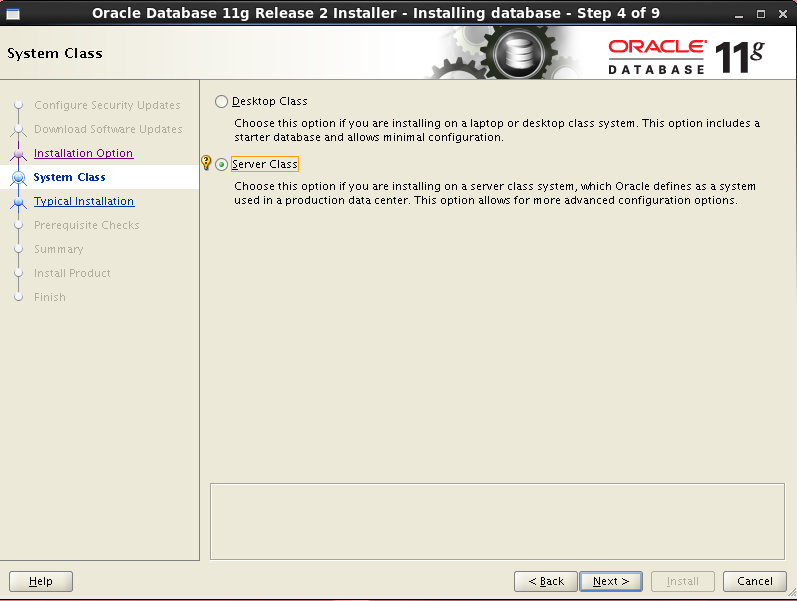 Oracle Database 11g Release 2 Installer - Installing database - Step 4 of 9
System Class
ORACLE
DATABASE
11g
Configure Security Updates
Download Software Updates
Installation Option
System Class
Typical Installation
Prerequisite Checks
Summary
Install Product
Finish
Desktop Class
Choose this option if you are installing on a laptop or desktop class system. This option includes a
starter database and allows minimal configuration.
Server Class
Choose this option if you are installing on a server class system, which Oracle defines as a system
used in a production data center. This option allows for more advanced configuration options.
Help
< Back
Next >
Install
Cancel